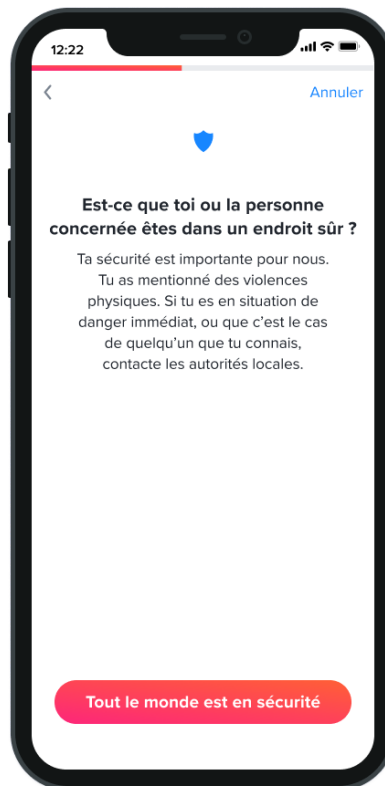 12:22
Annuler
Est-ce que toi ou la personne
concernée êtes dans un endroit sûr ?
Ta sécurité est importante pour nous.
Tu as mentionné des violences
physiques. Si tu es en situation de
danger immédiat, ou que c'est le cas
de quelqu'un que tu connais,
contacte les autorités locales.
Tout le monde est en sécurité